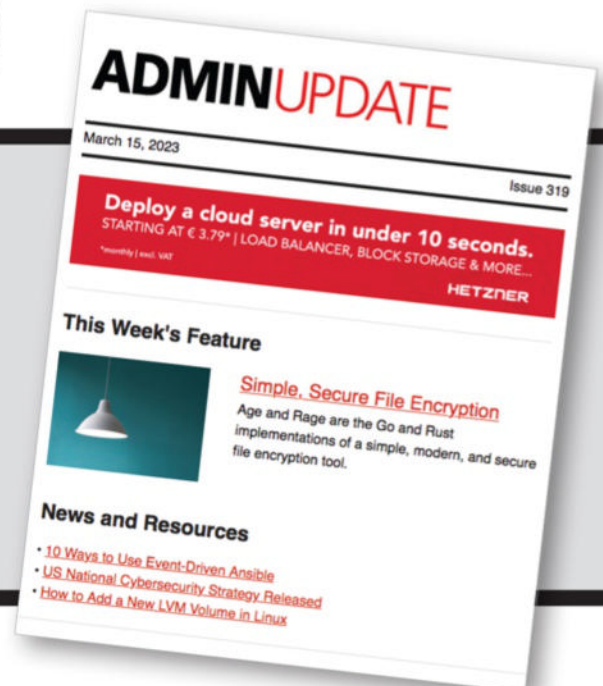 ADMINUPDATE
March 15, 2023
Issue 319
Deploy a cloud server in under 10 seconds.
STARTING AT € 3.79* | LOAD BALANCER, BLOCK STORAGE & MORE...
*monthly | excl. VAT
HETZNER
This Week's Feature
Simple, Secure File Encryption
Age and Rage are the Go and Rust
implementations of a simple, modern, and secure
file encryption tool.
News and Resources
• 10 Ways to Use Event-Driven Ansible
• US National Cybersecurity Strategy Released
• How to Add a New LVM Volume in Linux